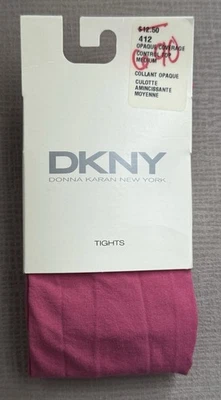 $12.50
412
OPAQUE COVERAGE
CONTROL TOP
MEDIUM
COLLANT OPAQUE
CULOTTE
AMINCISSANTE
MOYENNE
DKNY
DONNA KARAN NEW YORK
TIGHTS